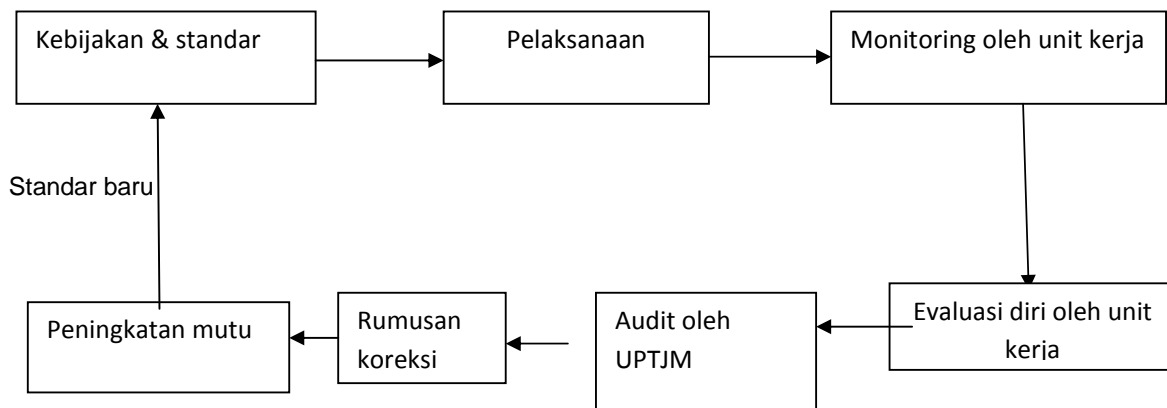 Kebijakan & standar
Pelaksanaan
Monitoring oleh unit kerja
Standar baru
Peningkatan mutu
Rumusan
koreksi
Audit oleh
UPTJM
Evaluasi diri oleh unit
kerja